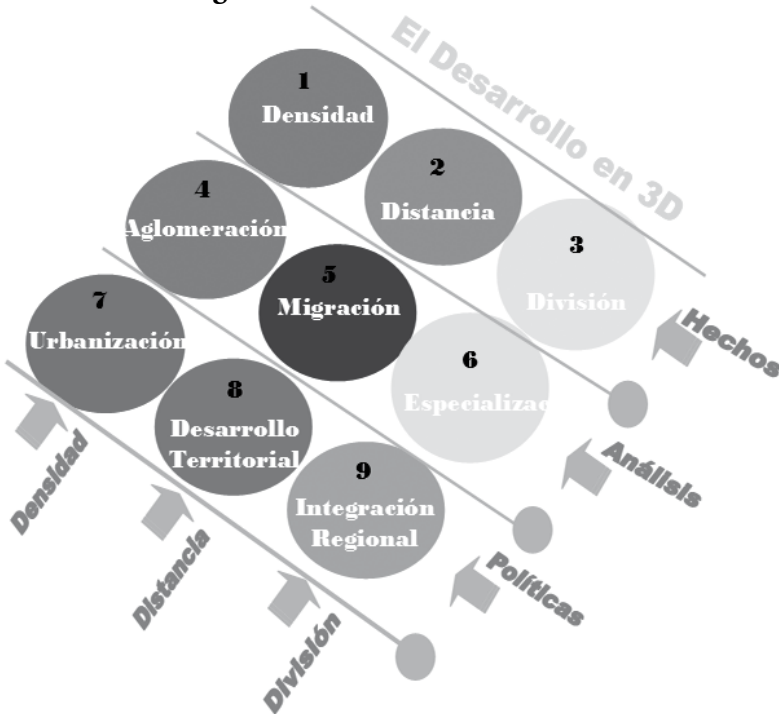 El Desarrollo en 3D
1
Densidad
2
Distancia
3
División
Hechos
4
Aglomeración
5
Migración
6
Especializac
Análisis
7
Urbanización
8
Desarrollo
Territorial
9
Integración
Regional
Políticas
Densidad
Distancia
División